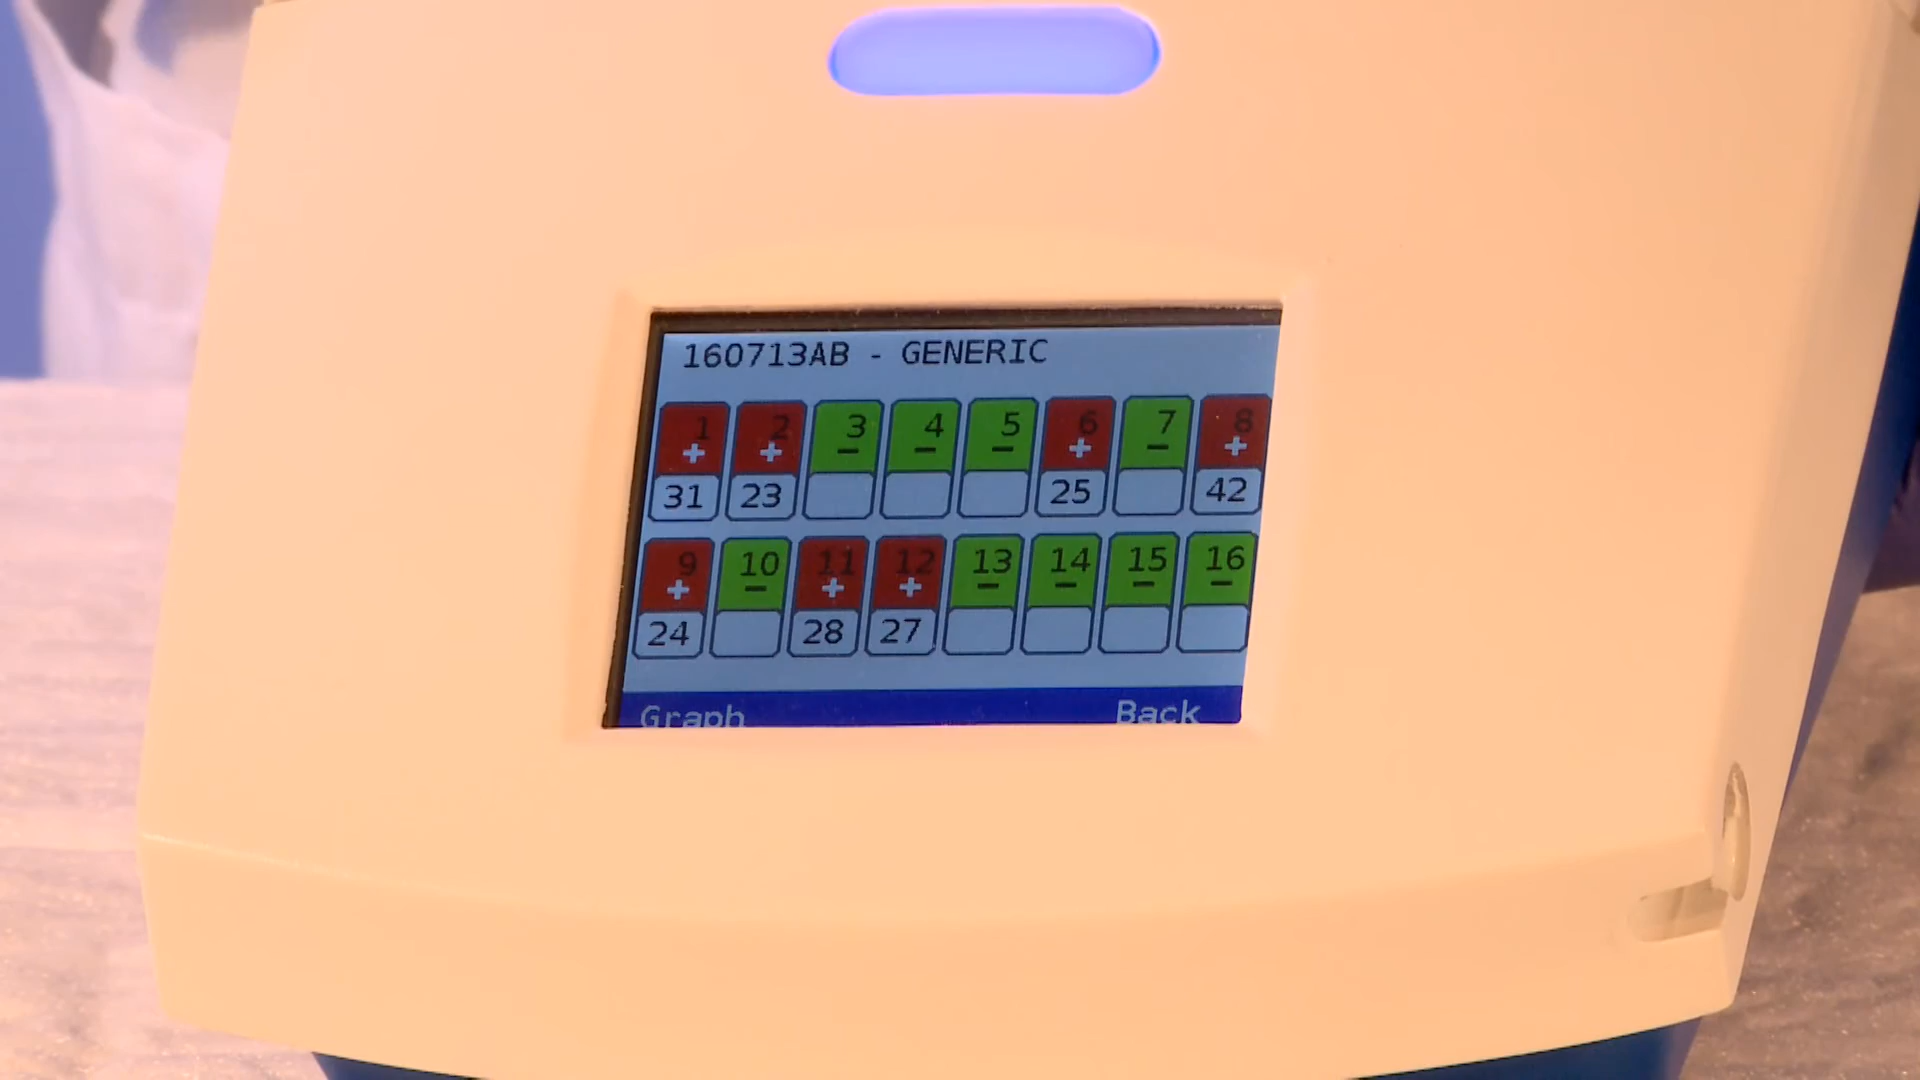 160713AB - GENERIC
1 2 3 4 5 6 7 8
+ + - - - + - +
31 23 25 42
9 10 11 12 13 14 15 16
+ - + + - - - -
24 28 27
Graph Back